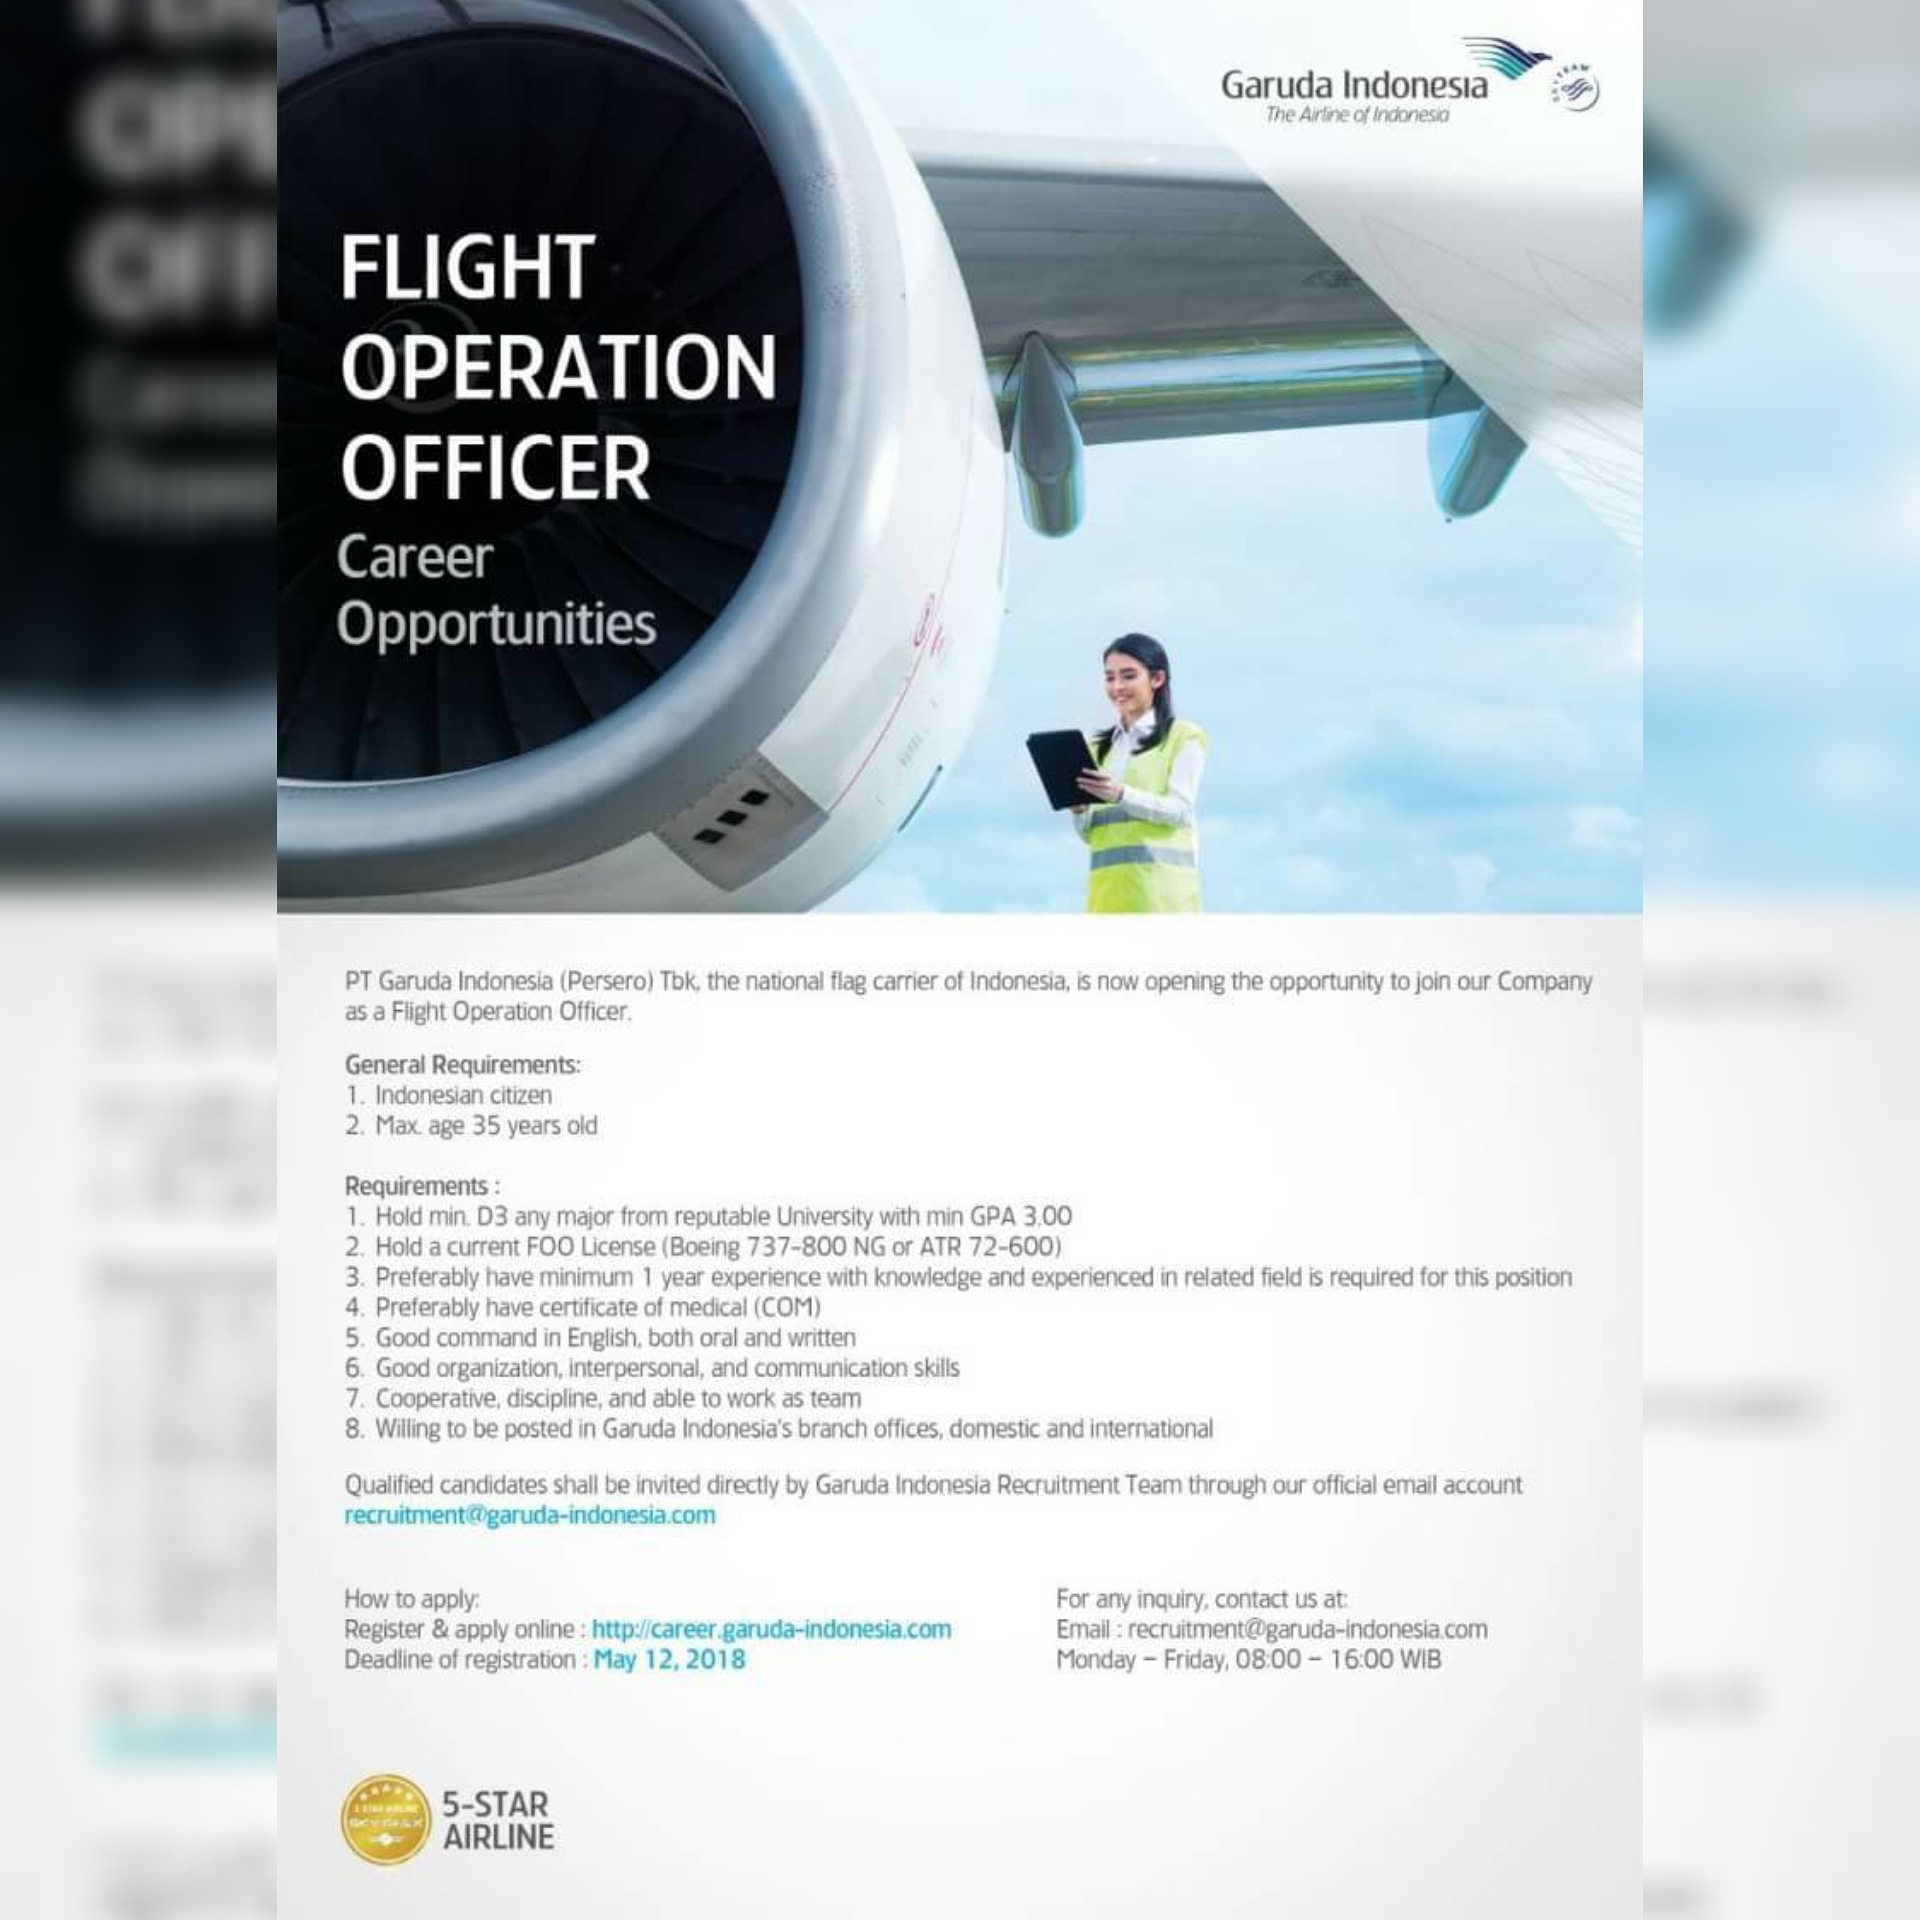 Garuda Indonesia
The Airline of Indonesia
SKYTEAM
FLIGHT
OPERATION
OFFICER
Career
Opportunities
PT Garuda Indonesia (Persero) Tbk, the national flag carrier of Indonesia, is now opening the opportunity to join our Company
as a Flight Operation Officer.
General Requirements:
1. Indonesian citizen
2. Max. age 35 years old
Requirements :
1. Hold min. D3 any major from reputable University with min GPA 3.00
2. Hold a current FOO License (Boeing 737-800 NG or ATR 72-600)
3. Preferably have minimum 1 year experience with knowledge and experienced in related field is required for this position
4. Preferably have certificate of medical (COM)
5. Good command in English, both oral and written
6. Good organization, interpersonal, and communication skills
7. Cooperative, discipline, and able to work as team
8. Willing to be posted in Garuda Indonesia's branch offices, domestic and international
Qualified candidates shall be invited directly by Garuda Indonesia Recruitment Team through our official email account
recruitment@garuda-indonesia.com
How to apply:
Register & apply online : http://career.garuda-indonesia.com
Deadline of registration : May 12, 2018
For any inquiry, contact us at:
Email : recruitment@garuda-indonesia.com
Monday – Friday, 08:00 – 16:00 WIB
5 STAR AIRLINE
SKYTRAX
5-STAR
AIRLINE